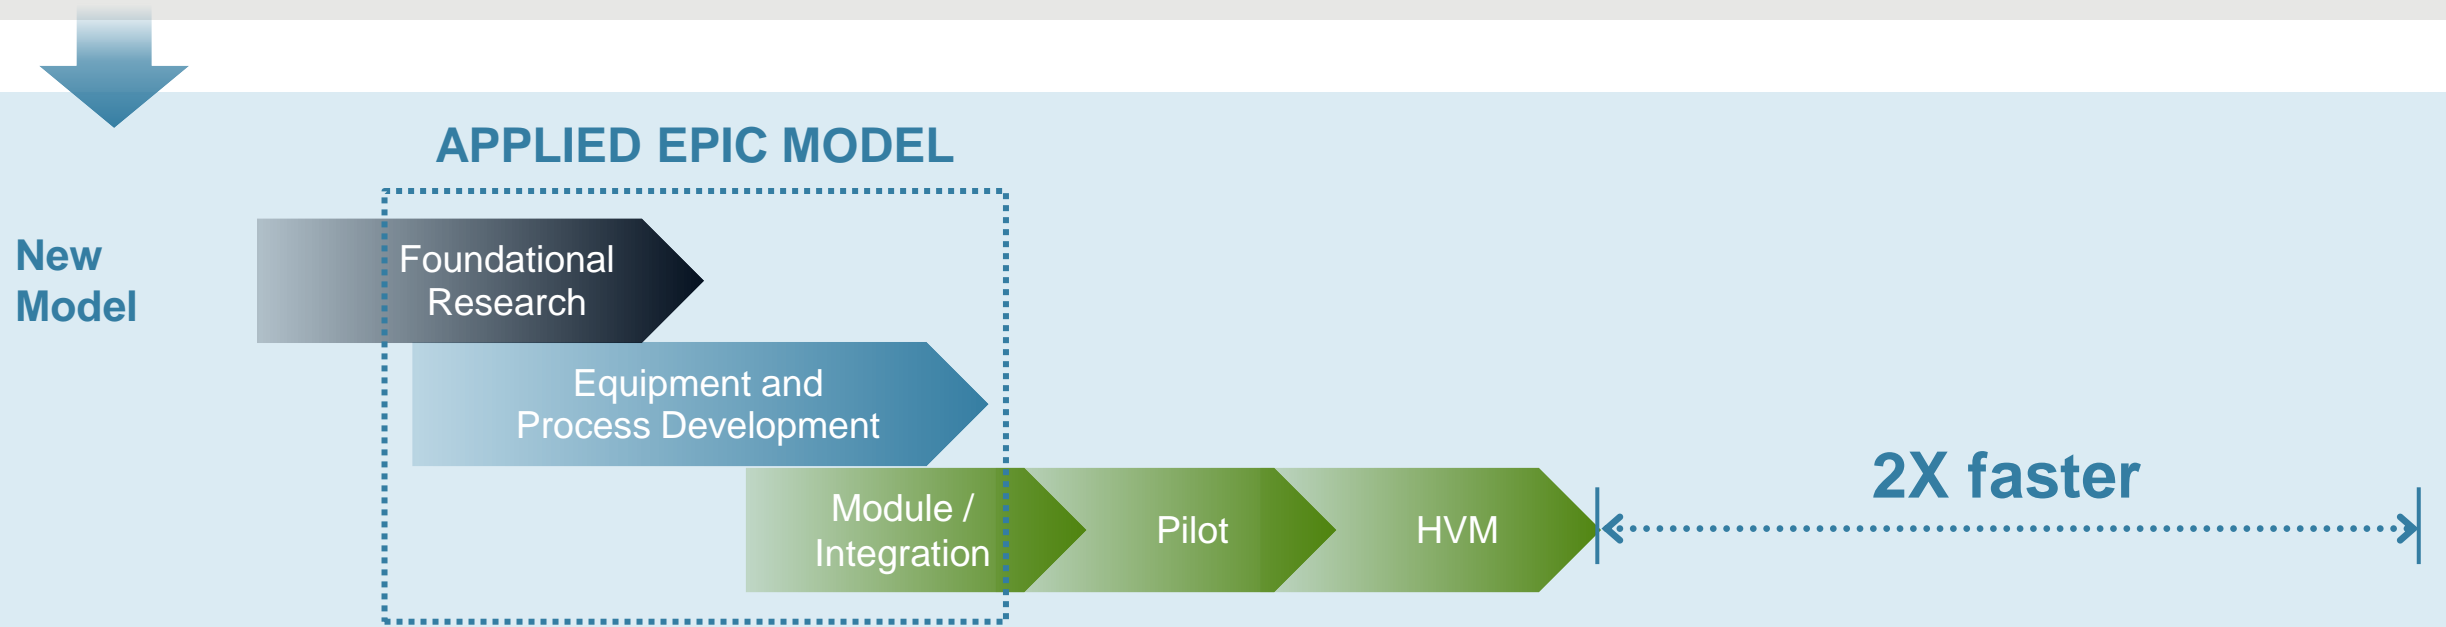 APPLIED EPIC MODEL
New
Model
Foundational
Research
Equipment and
Process Development
Module /
Integration
Pilot
HVM
2X faster